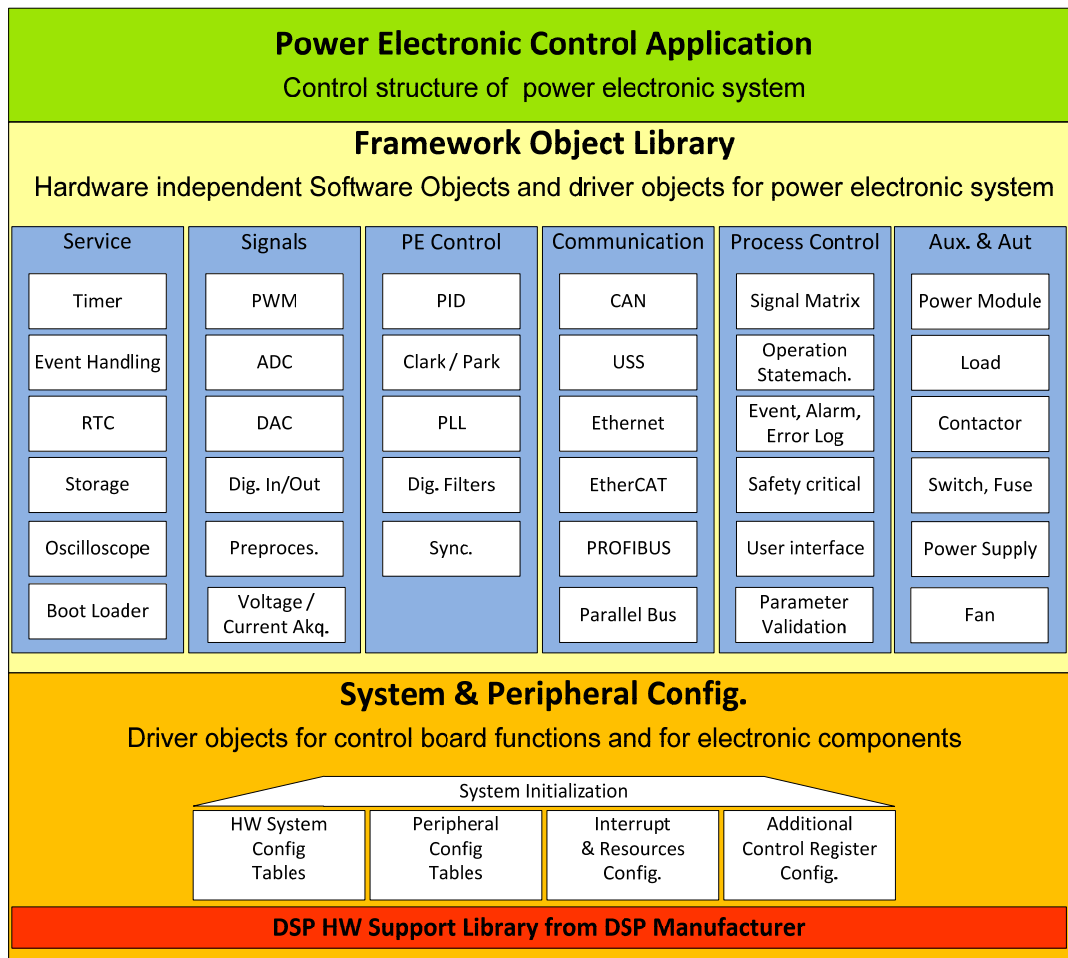 Power Electronic Control Application
Control structure of power electronic system
Framework Object Library
Hardware independent Software Objects and driver objects for power electronic system
Service
Timer
Event Handling
RTC
Storage
Oscilloscope
Boot Loader
Signals
PWM
ADC
DAC
Dig. In/Out
Preproces.
Voltage /
Current Akq.
PE Control
PID
Clark / Park
PLL
Dig. Filters
Sync.
Communication
CAN
USS
Ethernet
EtherCAT
PROFIBUS
Parallel Bus
Process Control
Signal Matrix
Operation
Statemach.
Event, Alarm,
Error Log
Safety critical
User interface
Parameter
Validation
Aux. & Aut
Power Module
Load
Contactor
Switch, Fuse
Power Supply
Fan
System & Peripheral Config.
Driver objects for control board functions and for electronic components
System Initialization
HW System
Config
Tables
Peripheral
Config
Tables
Interrupt
& Resources
Config.
Additional
Control Register
Config.
DSP HW Support Library from DSP Manufacturer